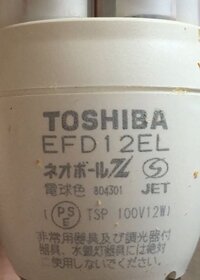 TOSHIBA
EFD12EL
ネオボールZ
電球色 804301 JET
PSE TSP 100V12W
非常用器具及び調光器付
器具、水銀灯器具には絶対
使用しないでください